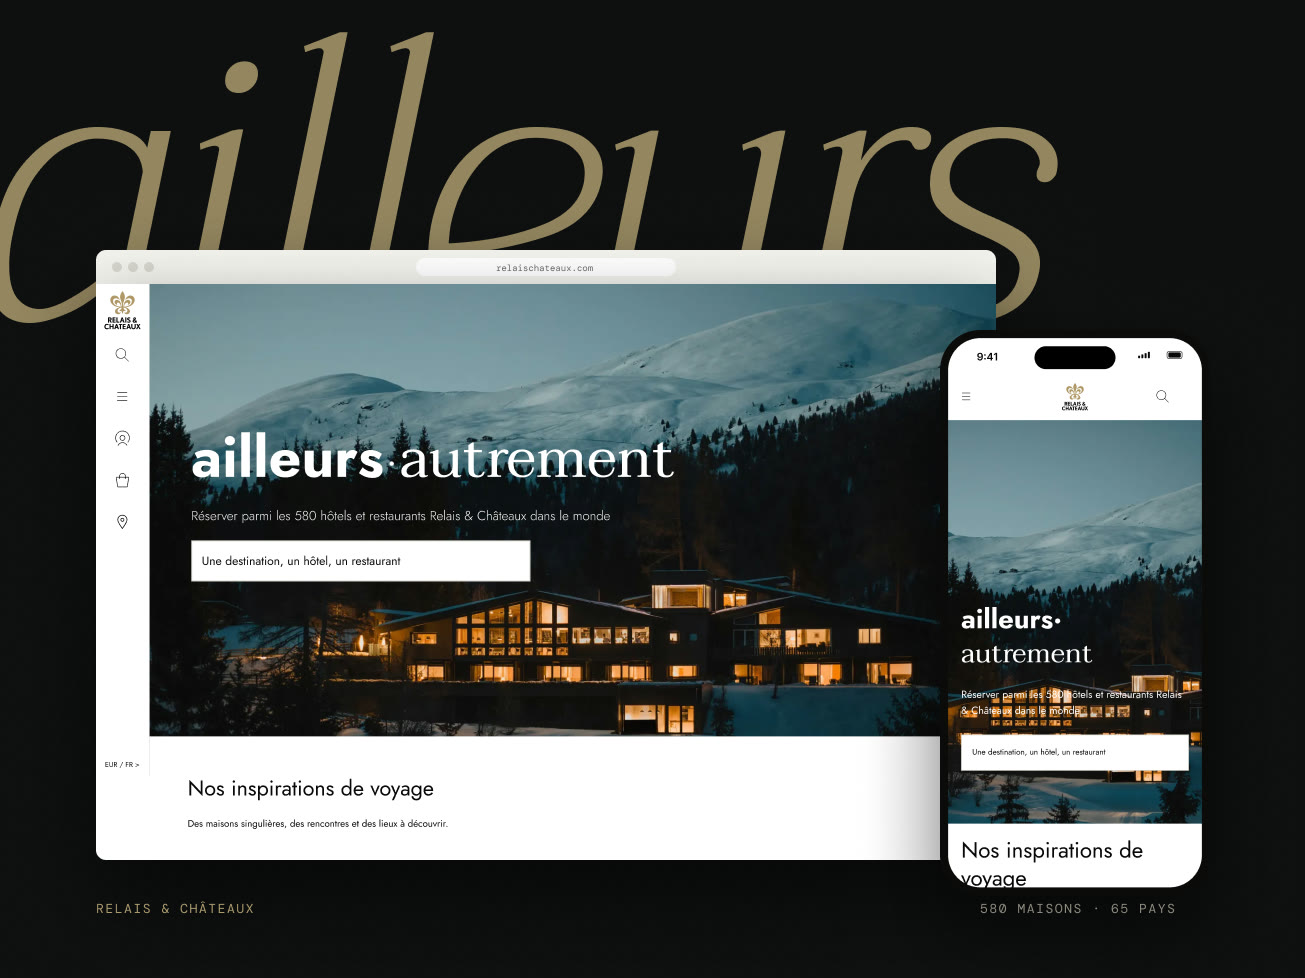 ailleurs
relaischateaux.com
RELAIS &
CHATEAUX
ailleurs·autrement
Réserver parmi les 580 hôtels et restaurants Relais & Châteaux dans le monde
Une destination, un hôtel, un restaurant
EUR / FR >
Nos inspirations de voyage
Des maisons singulières, des rencontres et des lieux à découvrir.
9:41
RELAIS &
CHATEAUX
ailleurs·
autrement
Réserver parmi les 580 hôtels et restaurants Relais
& Châteaux dans le monde
Une destination, un hôtel, un restaurant
Nos inspirations de
voyage
RELAIS & CHÂTEAUX
580 MAISONS · 65 PAYS